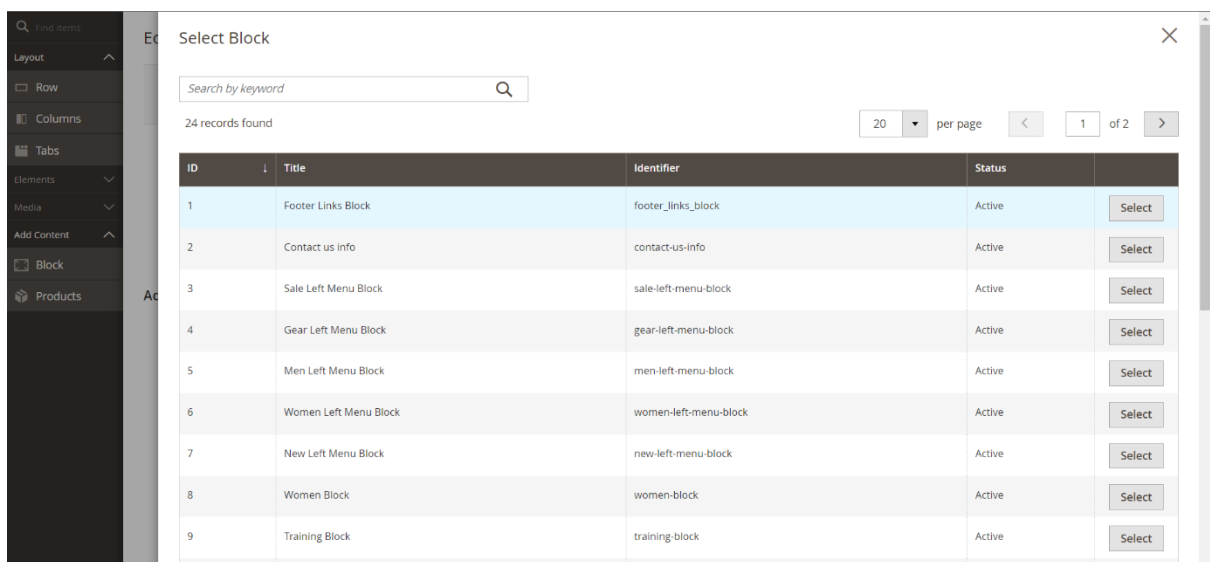 Find items
Layout
Row
Columns
Tabs
Elements
Media
Add Content
Block
Products
Ec
Ac
Select Block
Search by keyword
24 records found
20 per page 1 of 2
ID ↓ Title Identifier Status
1 Footer Links Block footer_links_block Active Select
2 Contact us info contact-us-info Active Select
3 Sale Left Menu Block sale-left-menu-block Active Select
4 Gear Left Menu Block gear-left-menu-block Active Select
5 Men Left Menu Block men-left-menu-block Active Select
6 Women Left Menu Block women-left-menu-block Active Select
7 New Left Menu Block new-left-menu-block Active Select
8 Women Block women-block Active Select
9 Training Block training-block Active Select